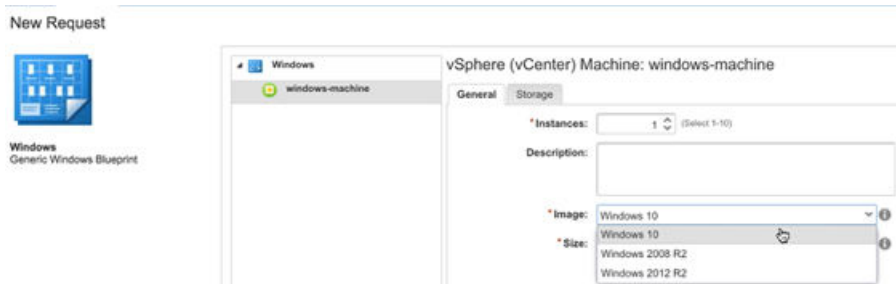 New Request
Windows
Generic Windows Blueprint
Windows
windows-machine
vSphere (vCenter) Machine: windows-machine
General Storage
*Instances: 1 (Select 1-10)
Description:
*Image: Windows 10
*Size:
Windows 10
Windows 2008 R2
Windows 2012 R2